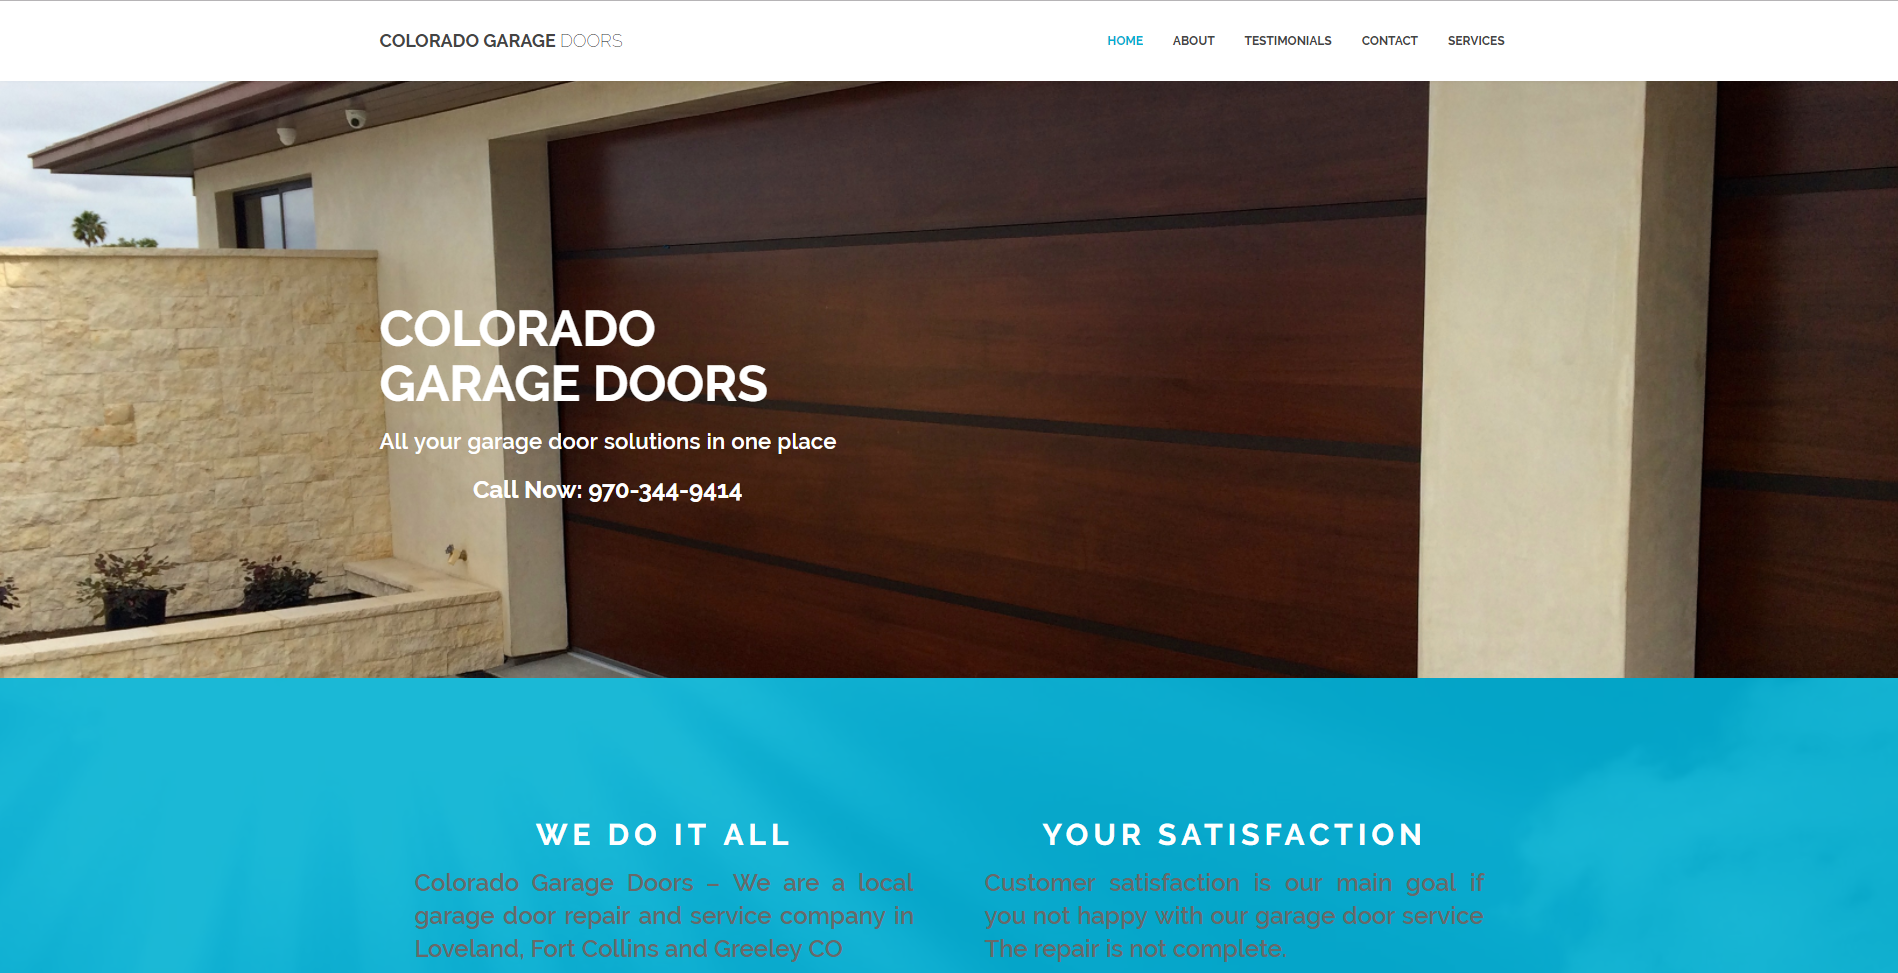 COLORADO GARAGE DOORS
HOME ABOUT TESTIMONIALS CONTACT SERVICES
COLORADO
GARAGE DOORS
All your garage door solutions in one place
Call Now: 970-344-9414
WE DO IT ALL
Colorado Garage Doors – We are a local
garage door repair and service company in
Loveland, Fort Collins and Greeley CO
YOUR SATISFACTION
Customer satisfaction is our main goal if
you not happy with our garage door service
The repair is not complete.